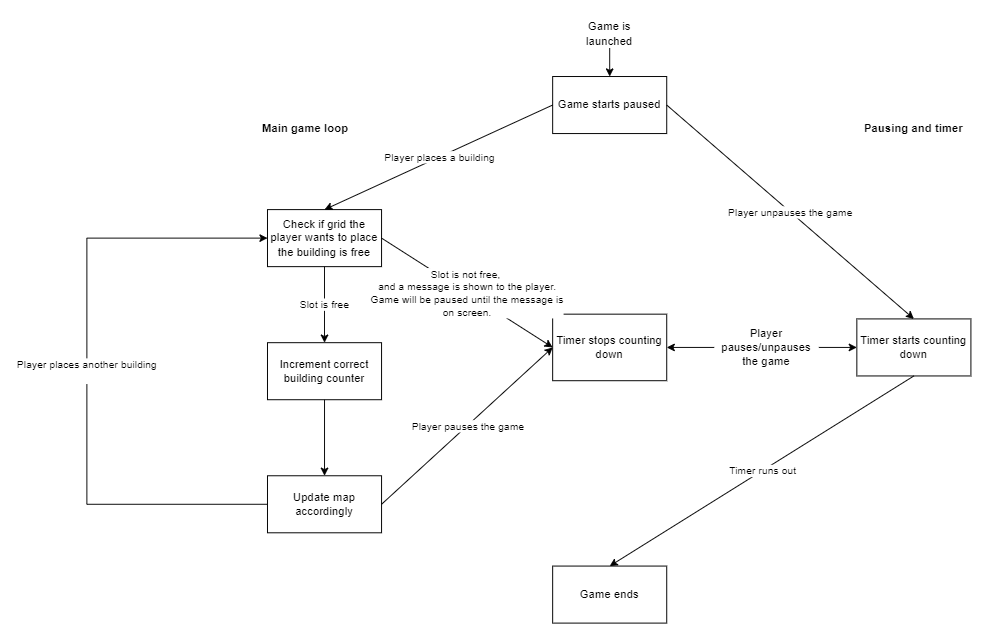 Game is
launched
Game starts paused
Main game loop
Pausing and timer
Player places a building
Player unpauses the game
Check if grid the
player wants to place
the building is free
Slot is not free,
and a message is shown to the player.
Game will be paused until the message is
on screen.
Slot is free
Timer stops counting
down
Player
pauses/unpauses
the game
Timer starts counting
down
Player places another building
Increment correct
building counter
Player pauses the game
Timer runs out
Update map
accordingly
Game ends